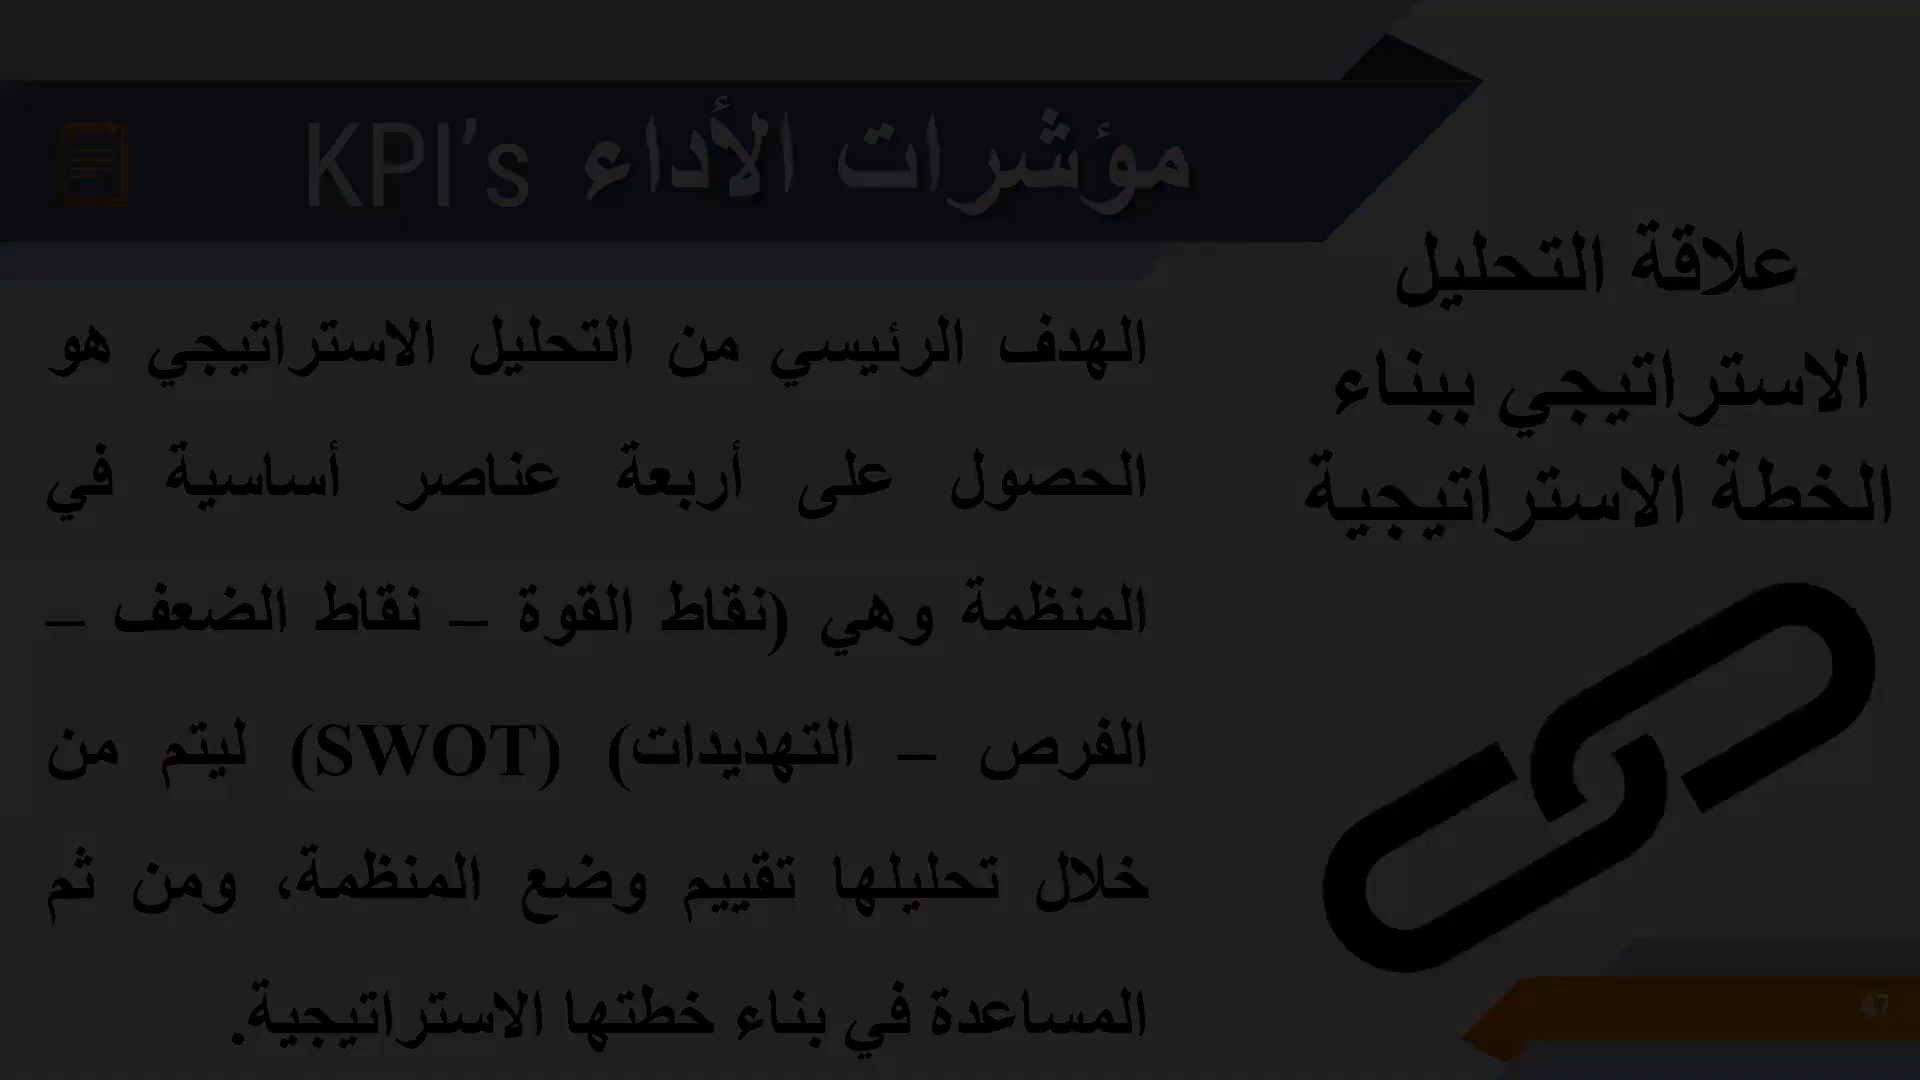 مؤشرات الأداء KPI's
علاقة التحليل
الاستراتيجي ببناء
الخطة الاستراتيجية
الهدف الرئيسي من التحليل الاستراتيجي هو
الحصول على أربعة عناصر أساسية في
المنظمة وهي (نقاط القوة – نقاط الضعف –
الفرص – التهديدات) (SWOT) ليتم من
خلال تحليلها تقييم وضع المنظمة، ومن ثم
المساعدة في بناء خطتها الاستراتيجية.
47